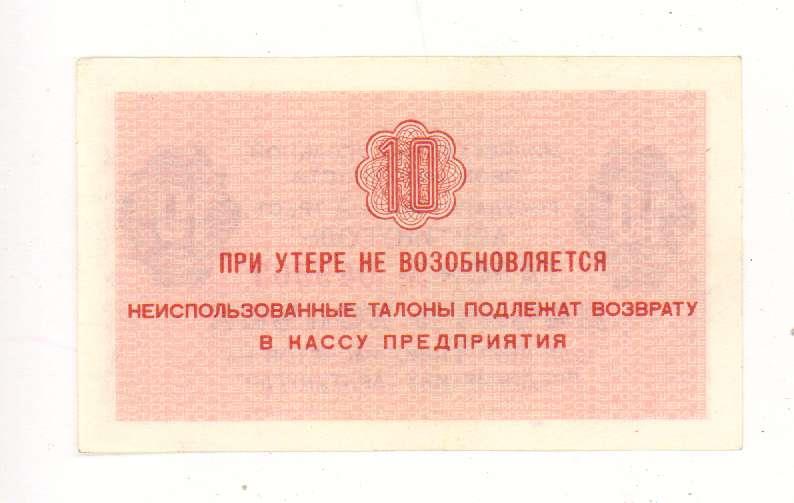 10
ПРИ УТЕРЕ НЕ ВОЗОБНОВЛЯЕТСЯ
НЕИСПОЛЬЗОВАННЫЕ ТАЛОНЫ ПОДЛЕЖАТ ВОЗВРАТУ
В КАССУ ПРЕДПРИЯТИЯ